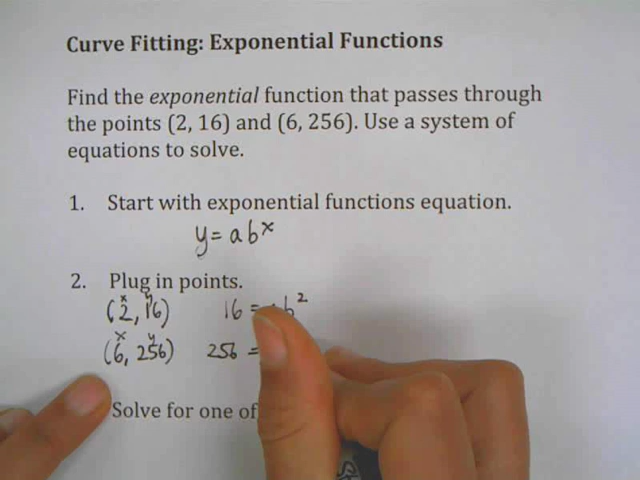 Curve Fitting: Exponential Functions
Find the exponential function that passes through
the points (2, 16) and (6, 256). Use a system of
equations to solve.
1. Start with exponential functions equation.
y = ab^x
2. Plug in points.
x y
(2, 16) 16 = ab^2
x y
(6, 256) 256 =
Solve for one of